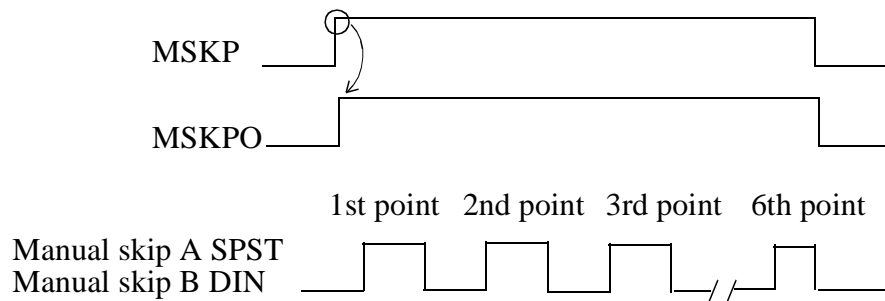 MSKP
MSKPO
1st point 2nd point 3rd point 6th point
Manual skip A SPST
Manual skip B DIN